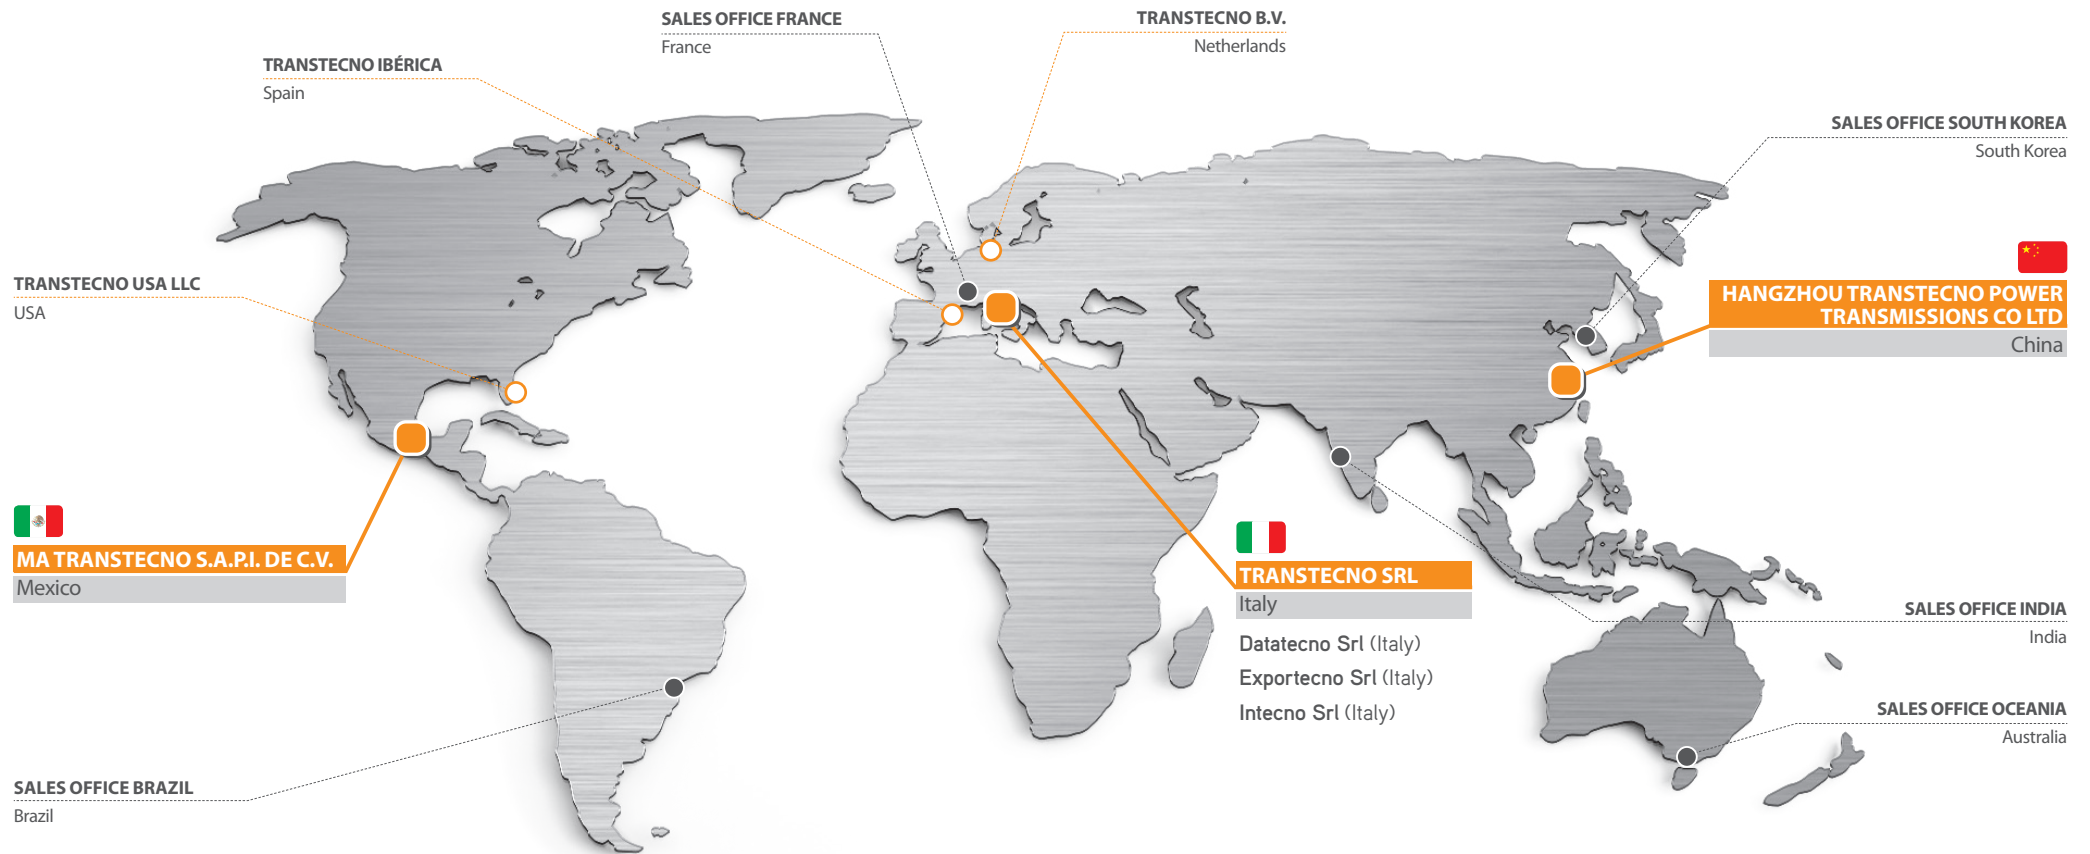 SALES OFFICE FRANCE
France
TRANSTECNO B.V.
Netherlands
TRANSTECNO IBÉRICA
Spain
SALES OFFICE SOUTH KOREA
South Korea
TRANSTECNO USA LLC
USA
HANGZHOU TRANSTECNO POWER
TRANSMISSIONS CO LTD
China
MA TRANSTECNO S.A.P.I. DE C.V.
Mexico
TRANSTECNO SRL
Italy
Datatecno Srl (Italy)
Exportecno Srl (Italy)
Intecno Srl (Italy)
SALES OFFICE INDIA
India
SALES OFFICE OCEANIA
Australia
SALES OFFICE BRAZIL
Brazil